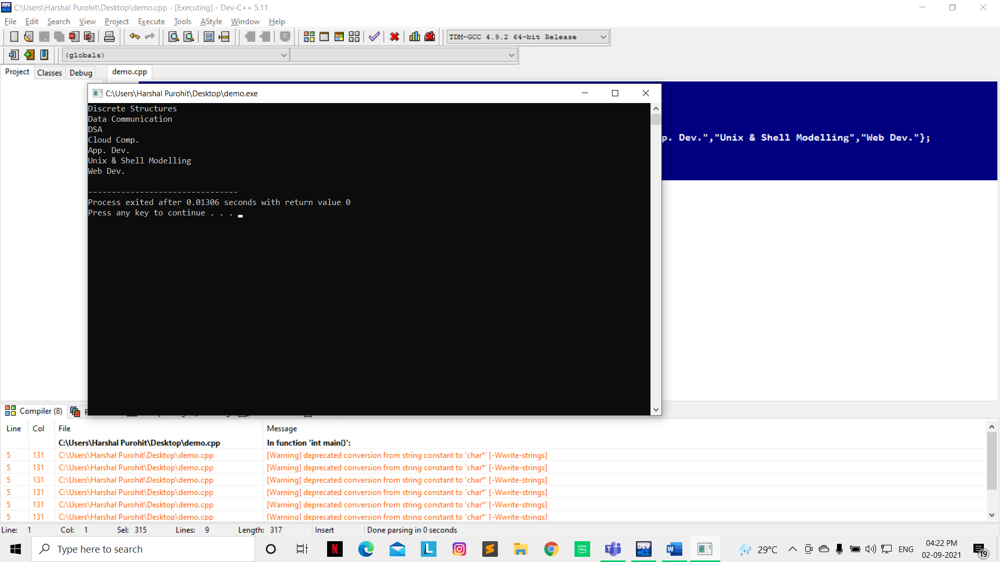 C:\Users\Harshal Purohit\Desktop\demo.cpp - [Executing] - Dev-C++ 5.11
File Edit Search View Project Execute Tools AStyle Window Help
TDM-GCC 4.9.2 64-bit Release
(globals)
Project Classes Debug demo.cpp
C:\Users\Harshal Purohit\Desktop\demo.exe
Discrete Structures
Data Communication
DSA
Cloud Comp.
p. Dev.","Unix & Shell Modelling","Web Dev."};
App. Dev.
Unix & Shell Modelling
Web Dev.
--------------------------------
Process exited after 0.01306 seconds with return value 0
Press any key to continue . . .
Compiler (8)
Line Col File Message
C:\Users\Harshal Purohit\Desktop\demo.cpp In function 'int main()':
5 131 C:\Users\Harshal Purohit\Desktop\demo.cpp [Warning] deprecated conversion from string constant to 'char*' [-Wwrite-strings]
5 131 C:\Users\Harshal Purohit\Desktop\demo.cpp [Warning] deprecated conversion from string constant to 'char*' [-Wwrite-strings]
5 131 C:\Users\Harshal Purohit\Desktop\demo.cpp [Warning] deprecated conversion from string constant to 'char*' [-Wwrite-strings]
5 131 C:\Users\Harshal Purohit\Desktop\demo.cpp [Warning] deprecated conversion from string constant to 'char*' [-Wwrite-strings]
5 131 C:\Users\Harshal Purohit\Desktop\demo.cpp [Warning] deprecated conversion from string constant to 'char*' [-Wwrite-strings]
5 131 C:\Users\Harshal Purohit\Desktop\demo.cpp [Warning] deprecated conversion from string constant to 'char*' [-Wwrite-strings]
Line: 1 Col: 1 Sel: 315 Lines: 9 Length: 317 Insert Done parsing in 0 seconds
Type here to search
N
L
prime video
DEV C++
W
29°C
ENG
04:22 PM
02-09-2021
19